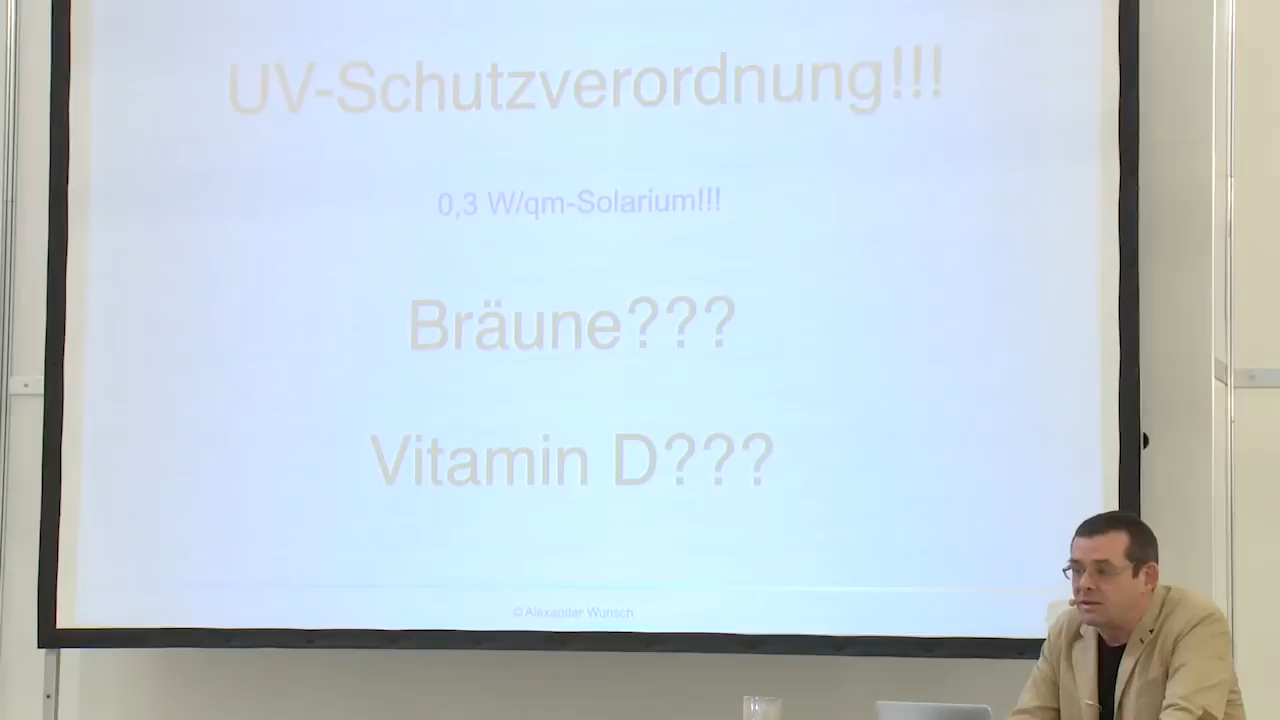 UV-Schutzverordnung!!!
0,3 W/qm-Solarium!!!
Bräune???
Vitamin D???
© Alexander Wunsch